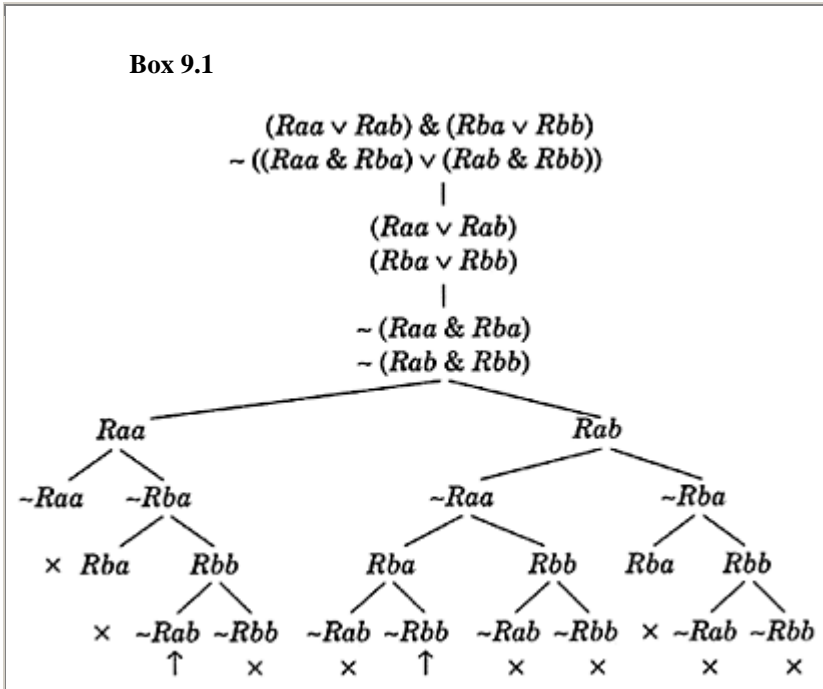 Box 9.1
(Raa ∨ Rab) & (Rba ∨ Rbb)
~ ((Raa & Rba) ∨ (Rab & Rbb))
(Raa ∨ Rab)
(Rba ∨ Rbb)
~ (Raa & Rba)
~ (Rab & Rbb)
Raa Rab
~Raa ~Rba ~Raa ~Rba
× Rba Rbb Rba Rbb Rba Rbb
× ~Rab ~Rbb ~Rab ~Rbb ~Rab ~Rbb × ~Rab ~Rbb
↑ × × ↑ × × × ×